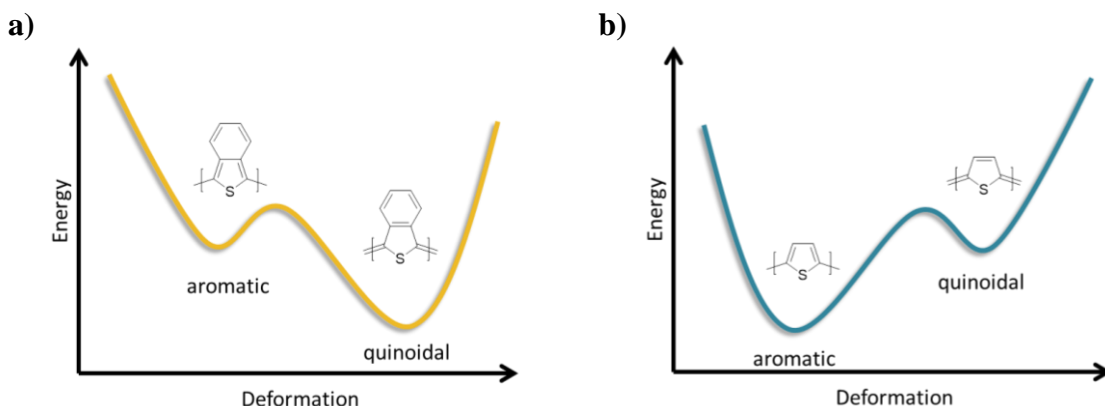 a)
Energy
S
aromatic
S
quinoidal
Deformation
b)
Energy
S
aromatic
S
quinoidal
Deformation